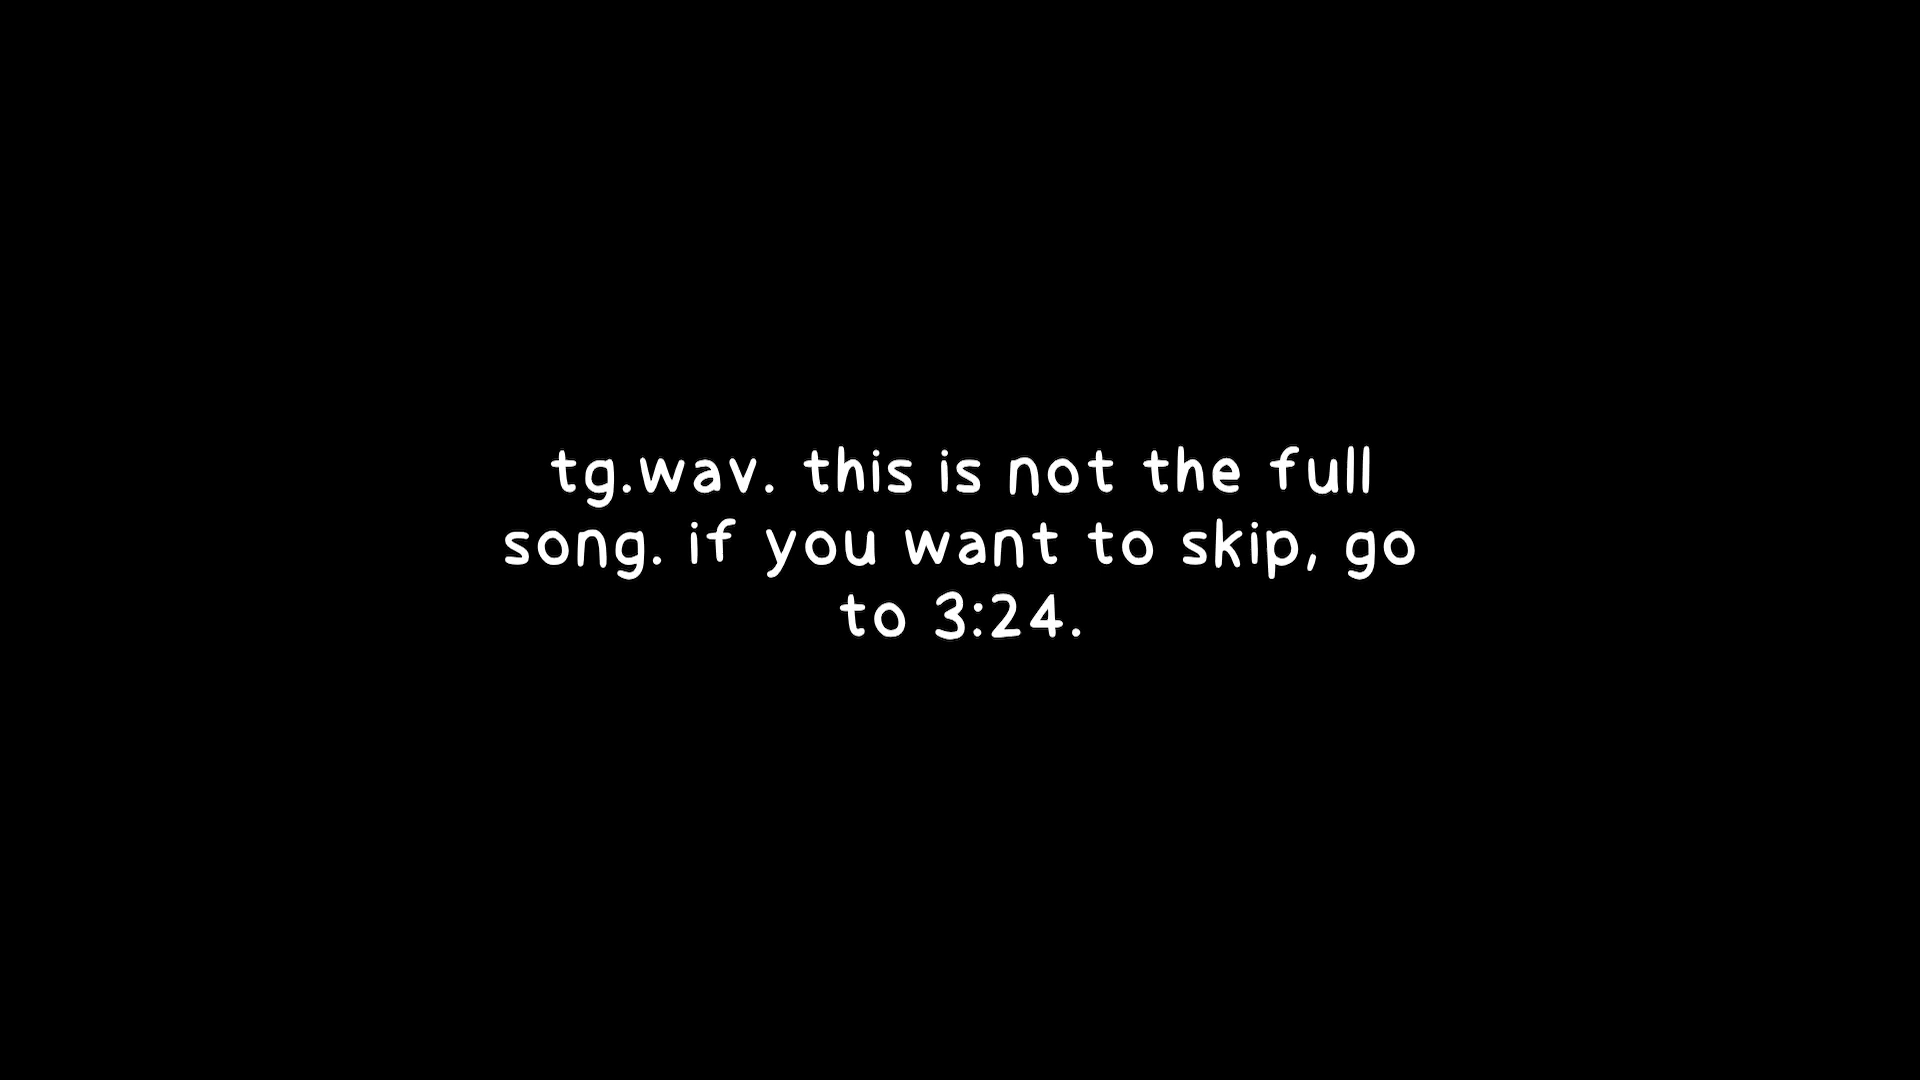 tg.wav. this is not the full
song. if you want to skip, go
to 3:24.